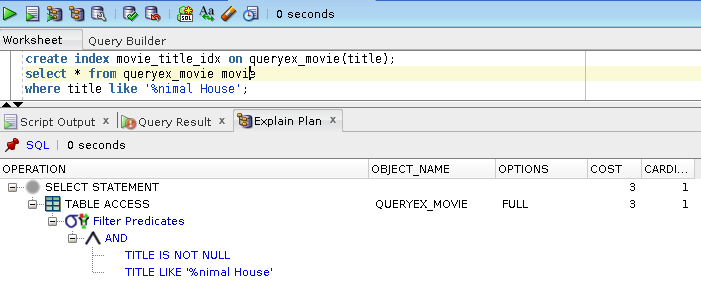 0 seconds
Worksheet Query Builder
create index movie_title_idx on queryex_movie(title);
select * from queryex_movie movie
where title like '%nimal House';
Script Output x Query Result x Explain Plan x
SQL | 0 seconds
OPERATION OBJECT_NAME OPTIONS COST CARDI...
SELECT STATEMENT 3 1
TABLE ACCESS QUERYEX_MOVIE FULL 3 1
Filter Predicates
AND
TITLE IS NOT NULL
TITLE LIKE '%nimal House'